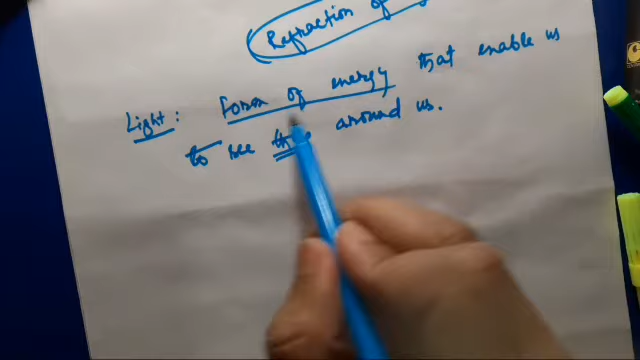 Refraction of
Light : Form of energy that enable us
to see around us.